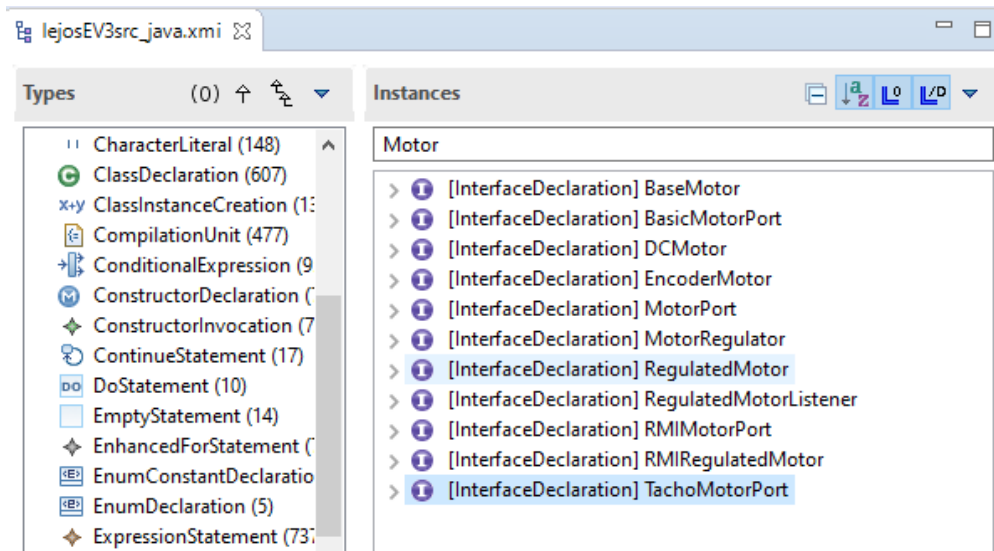 lejosEV3src_java.xmi
Types (0)
CharacterLiteral (148)
ClassDeclaration (607)
x+y ClassInstanceCreation (13
CompilationUnit (477)
ConditionalExpression (9
M ConstructorDeclaration (
ConstructorInvocation (7
ContinueStatement (17)
DO DoStatement (10)
EmptyStatement (14)
EnhancedForStatement (
EnumConstantDeclaratio
EnumDeclaration (5)
ExpressionStatement (737
Instances
Motor
[InterfaceDeclaration] BaseMotor
[InterfaceDeclaration] BasicMotorPort
[InterfaceDeclaration] DCMotor
[InterfaceDeclaration] EncoderMotor
[InterfaceDeclaration] MotorPort
[InterfaceDeclaration] MotorRegulator
[InterfaceDeclaration] RegulatedMotor
[InterfaceDeclaration] RegulatedMotorListener
[InterfaceDeclaration] RMIMotorPort
[InterfaceDeclaration] RMIRegulatedMotor
[InterfaceDeclaration] TachoMotorPort